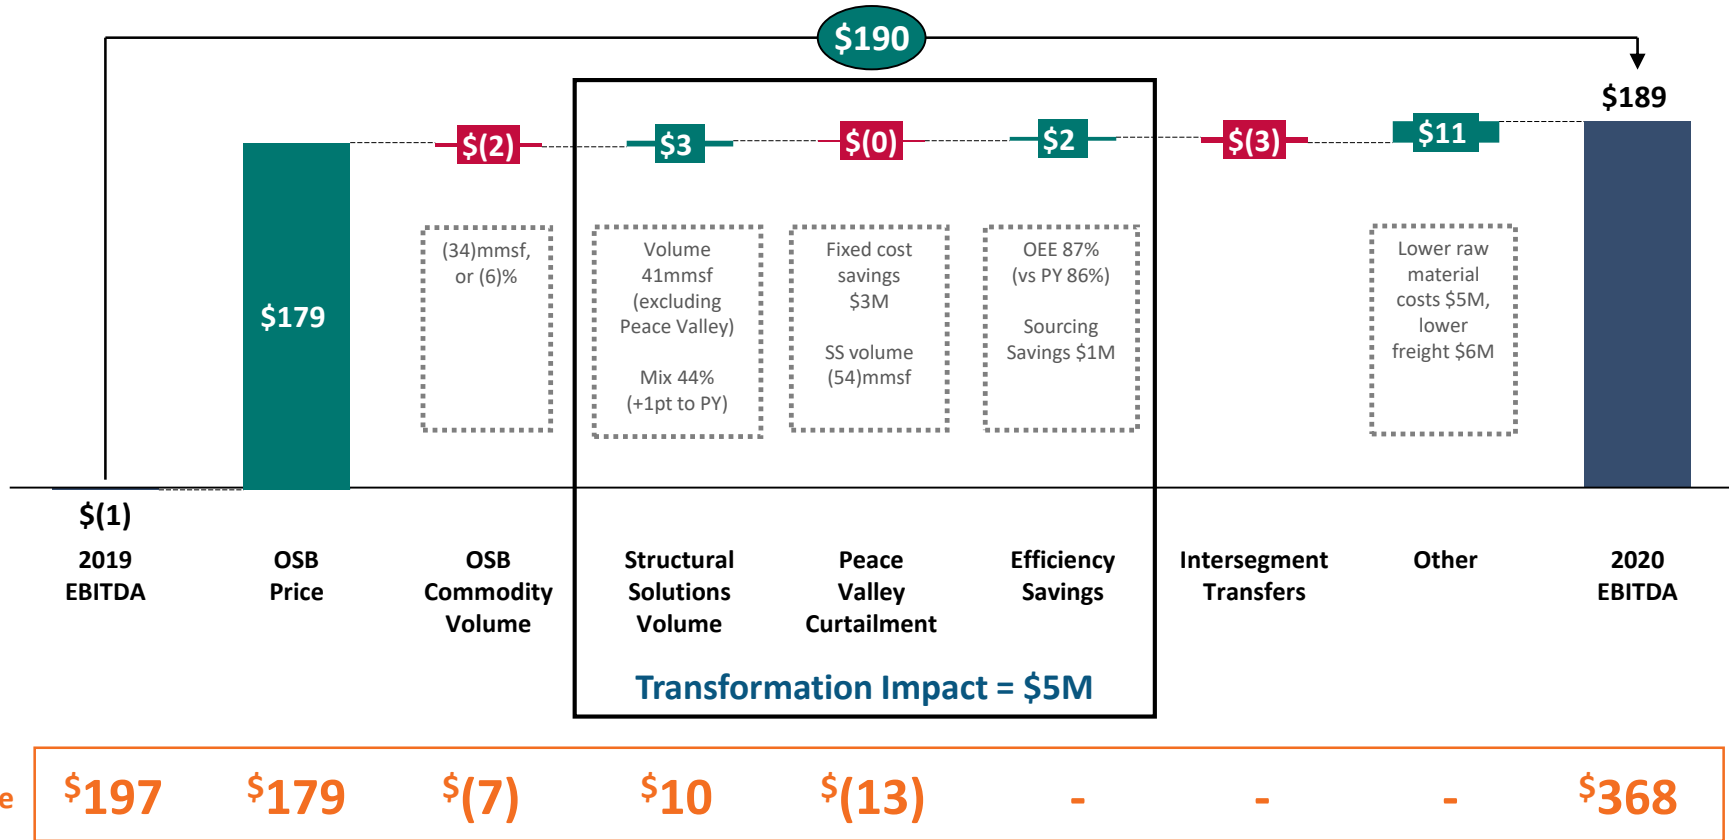 $190
$189
$(2)
$3
$(0)
$2
$(3)
$11
$179
(34)mmsf,
or (6)%
Volume
41mmsf
(excluding
Peace Valley)
Mix 44%
(+1pt to PY)
Fixed cost
savings
$3M
SS volume
(54)mmsf
OEE 87%
(vs PY 86%)
Sourcing
Savings $1M
Lower raw
material
costs $5M,
lower
freight $6M
$(1)
2019
EBITDA
OSB
Price
OSB
Commodity
Volume
Structural
Solutions
Volume
Peace
Valley
Curtailment
Efficiency
Savings
Intersegment
Transfers
Other
2020
EBITDA
Transformation Impact = $5M
e $197 $179 $(7) $10 $(13) - - - $368